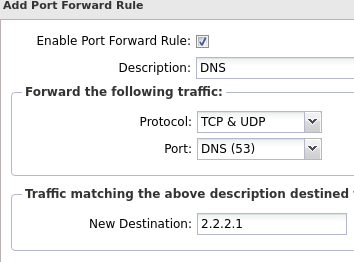 Add Port Forward Rule
Enable Port Forward Rule:
Description: DNS
Forward the following traffic:
Protocol: TCP & UDP
Port: DNS (53)
Traffic matching the above description destined
New Destination: 2.2.2.1